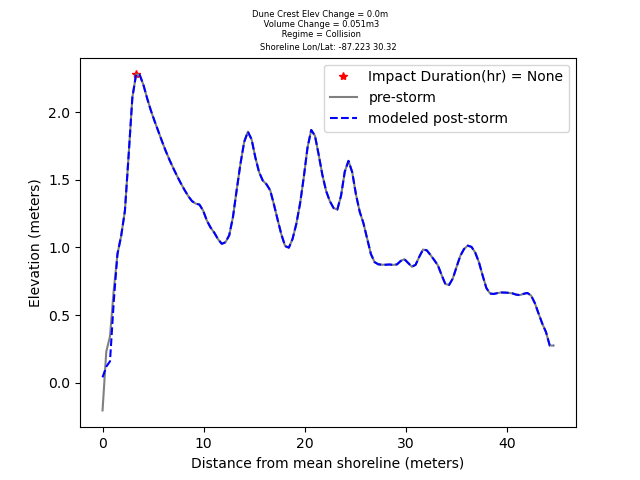 Dune Crest Elev Change = 0.0m
Volume Change = 0.051m
Regime = Collision
Shoreline Lon/Lat: -87.223 30.32
Impact Duration(hr) = None
pre-storm
modeled post-storm
Elevation (meters)
2.0
1.5
1.0
0.5
0.0
0 10 20 30 40
Distance from mean shoreline (meters)